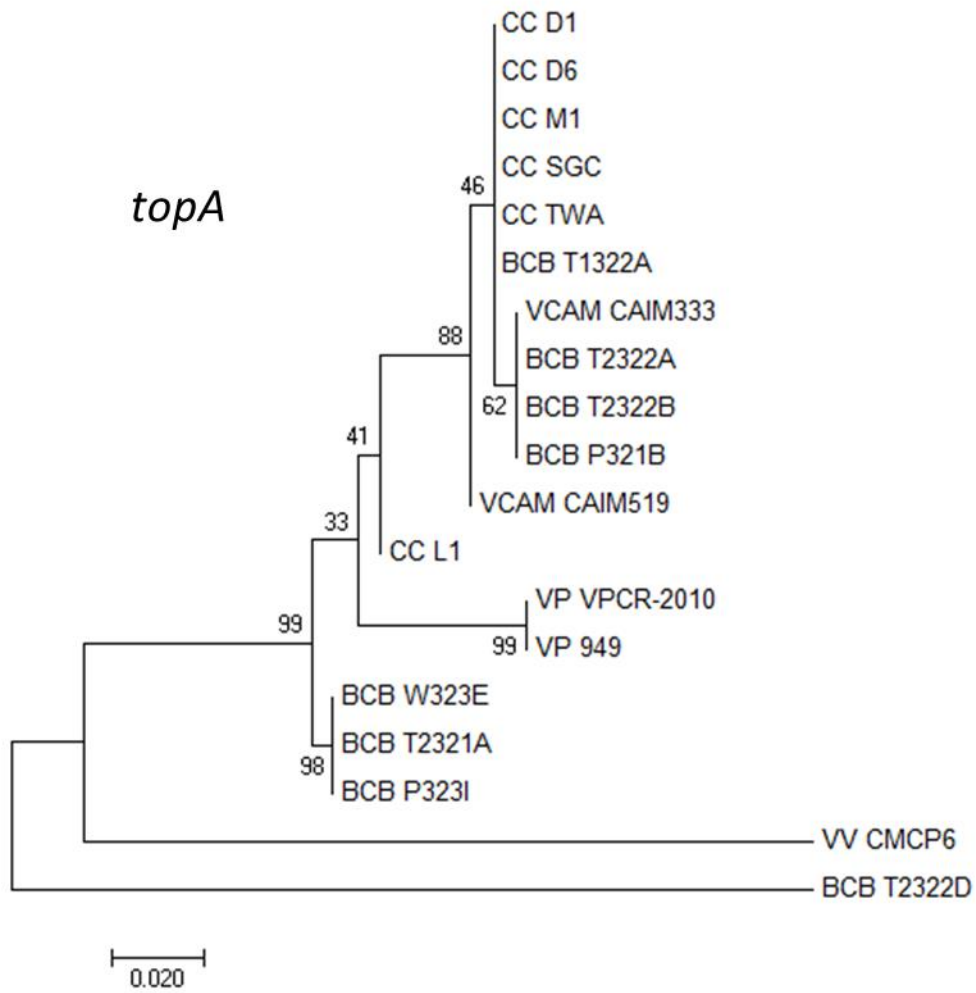 CC D1
CC D6
CC M1
CC SGC
46
topA
CC TWA
BCB T1322A
VCAM CAIM333
88
BCB T2322A
62
BCB T2322B
41
BCB P321B
VCAM CAIM519
33
CC L1
VP VPCR-2010
99
99
VP 949
BCB W323E
BCB T2321A
98
BCB P323I
VV CMCP6
BCB T2322D
0.020